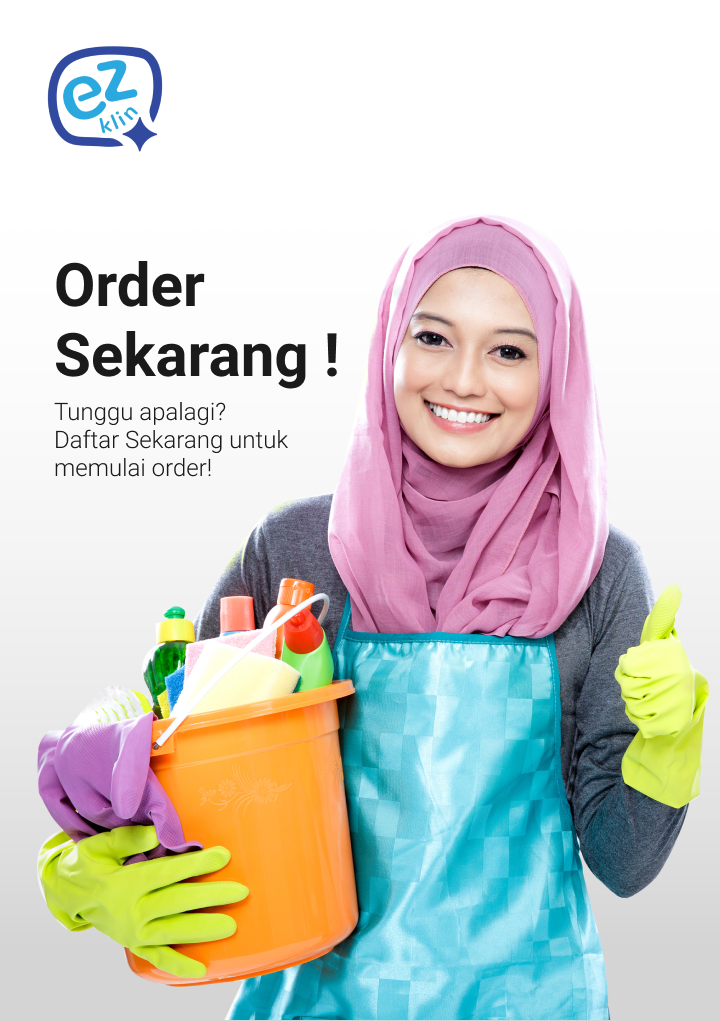 ez
klin
Order
Sekarang !
Tunggu apalagi?
Daftar Sekarang untuk
memulai order!